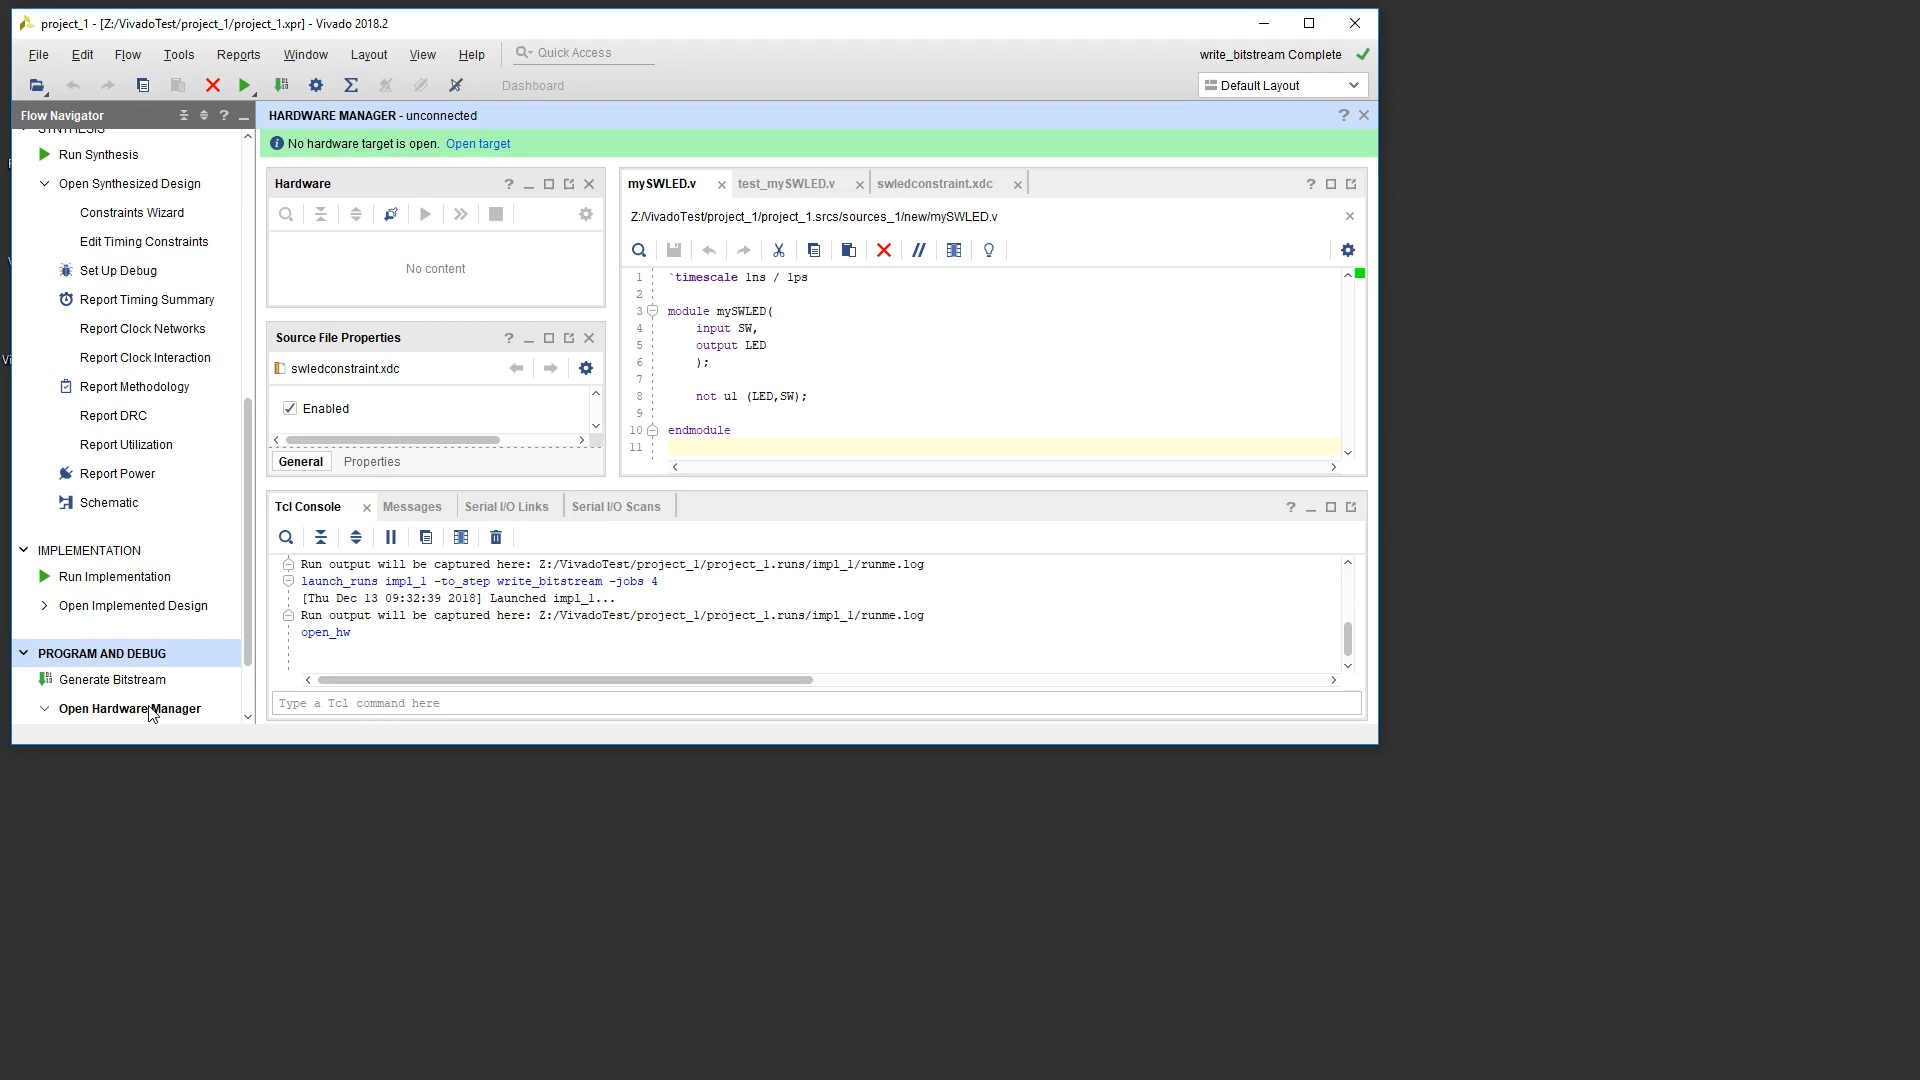 project_1 - [Z:/VivadoTest/project_1/project_1.xpr] - Vivado 2018.2
File Edit Flow Tools Reports Window Layout View Help Quick Access
write_bitstream Complete
Dashboard
Default Layout
Flow Navigator
SYNTHESIS
Run Synthesis
Open Synthesized Design
Constraints Wizard
Edit Timing Constraints
Set Up Debug
Report Timing Summary
Report Clock Networks
Report Clock Interaction
Report Methodology
Report DRC
Report Utilization
Report Power
Schematic
IMPLEMENTATION
Run Implementation
Open Implemented Design
PROGRAM AND DEBUG
Generate Bitstream
Open Hardware Manager
HARDWARE MANAGER - unconnected
No hardware target is open. Open target
Hardware
No content
Source File Properties
swledconstraint.xdc
Enabled
General Properties
mySWLED.v test_mySWLED.v swledconstraint.xdc
Z:/VivadoTest/project_1/project_1.srcs/sources_1/new/mySWLED.v
1 `timescale 1ns / 1ps
2
3 module mySWLED(
4 input SW,
5 output LED
6 );
7
8 not u1 (LED,SW);
9
10 endmodule
11
Tcl Console Messages Serial I/O Links Serial I/O Scans
Run output will be captured here: Z:/VivadoTest/project_1/project_1.runs/impl_1/runme.log
launch_runs impl_1 -to_step write_bitstream -jobs 4
[Thu Dec 13 09:32:39 2018] Launched impl_1...
Run output will be captured here: Z:/VivadoTest/project_1/project_1.runs/impl_1/runme.log
open_hw
Type a Tcl command here